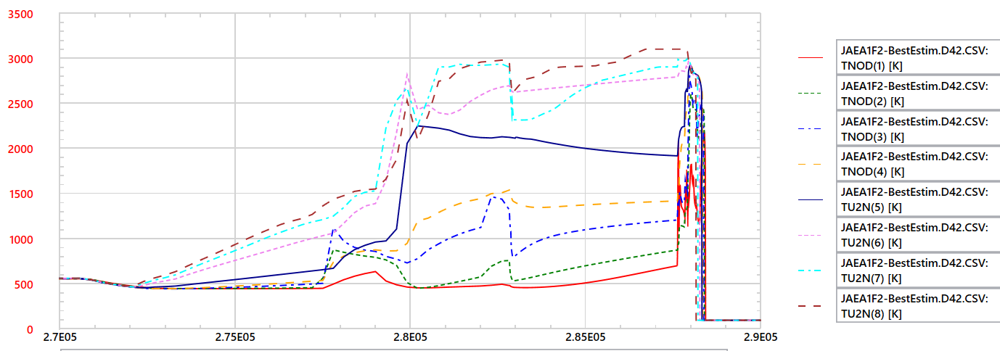 3500
3000
2500
2000
1500
1000
500
0
2.7E05 2.75E05 2.8E05 2.85E05 2.9E05
JAEA1F2-BestEstim.D42.CSV:
TNOD(1) [K]
JAEA1F2-BestEstim.D42.CSV:
TNOD(2) [K]
JAEA1F2-BestEstim.D42.CSV:
TNOD(3) [K]
JAEA1F2-BestEstim.D42.CSV:
TNOD(4) [K]
JAEA1F2-BestEstim.D42.CSV:
TU2N(5) [K]
JAEA1F2-BestEstim.D42.CSV:
TU2N(6) [K]
JAEA1F2-BestEstim.D42.CSV:
TU2N(7) [K]
JAEA1F2-BestEstim.D42.CSV:
TU2N(8) [K]